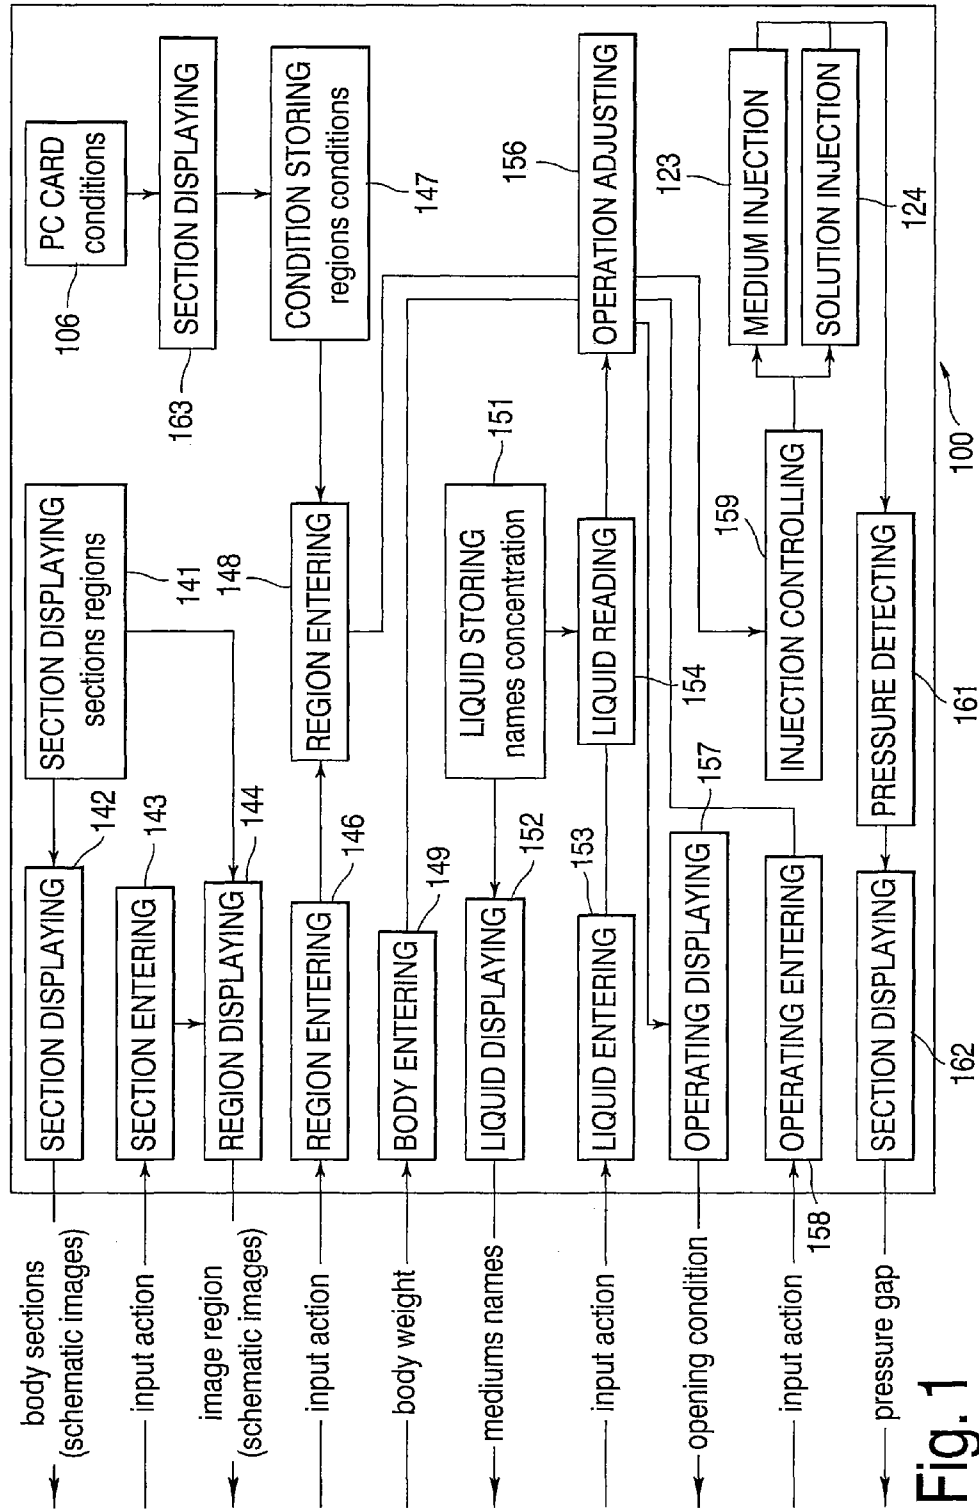 body sections
(schematic images)
input action
image region
(schematic images)
input action
body weight
mediums names
input action
opening condition
input action
pressure gap
SECTION DISPLAYING
142
SECTION ENTERING
143
REGION DISPLAYING
144
REGION ENTERING
146
BODY ENTERING
149
LIQUID DISPLAYING
152
LIQUID ENTERING
153
OPERATING DISPLAYING
157
OPERATING ENTERING
158
SECTION DISPLAYING
162
SECTION DISPLAYING
sections regions
141
REGION ENTERING
148
LIQUID STORING
names concentration
151
LIQUID READING
154
INJECTION CONTROLLING
159
PRESSURE DETECTING
161
PC CARD
conditions
106
SECTION DISPLAYING
163
CONDITION STORING
regions conditions
147
OPERATION ADJUSTING
156
MEDIUM INJECTION
123
SOLUTION INJECTION
124
100
Fig. 1